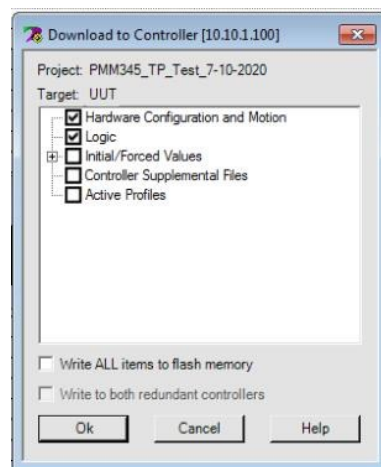 Download to Controller [10.10.1.100]
Project: PMM345_TP_Test_7-10-2020
Target: UUT
Hardware Configuration and Motion
Logic
Initial/Forced Values
Controller Supplemental Files
Active Profiles
Write ALL items to flash memory
Write to both redundant controllers
Ok Cancel Help